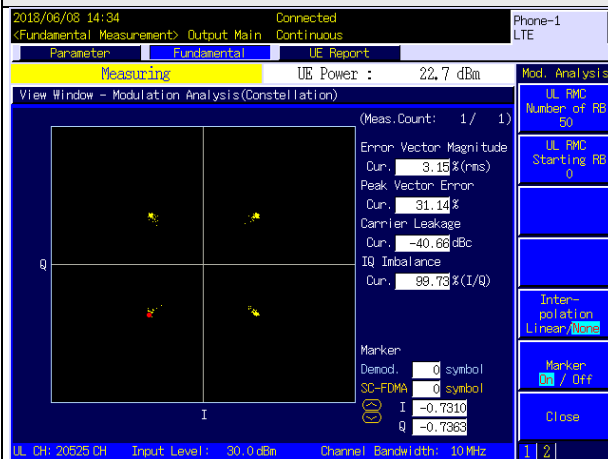 2018/06/08 14:34 Connected Phone-1
<Fundamental Measurement> Output Main Continuous LTE
Parameter Fundamental UE Report
Measuring UE Power : 22.7 dBm Mod. Analysis
View Window - Modulation Analysis(Constellation)
(Meas.Count: 1/ 1)
Error Vector Magnitude
Cur. 3.15 %(rms)
Peak Vector Error
Cur. 31.14 %
Carrier Leakage
Cur. -40.66 dBc
IQ Imbalance
Cur. 99.73 %(I/Q)
Q
I
Marker
Demod. 0 symbol
SC-FDMA 0 symbol
I -0.7310
Q -0.7363
UL RMC
Number of RB
50
UL RMC
Starting RB
0
Inter-
polation
Linear/None
Marker
On / Off
Close
UL CH: 20525 CH Input Level: 30.0 dBm Channel Bandwidth: 10 MHz 1 2